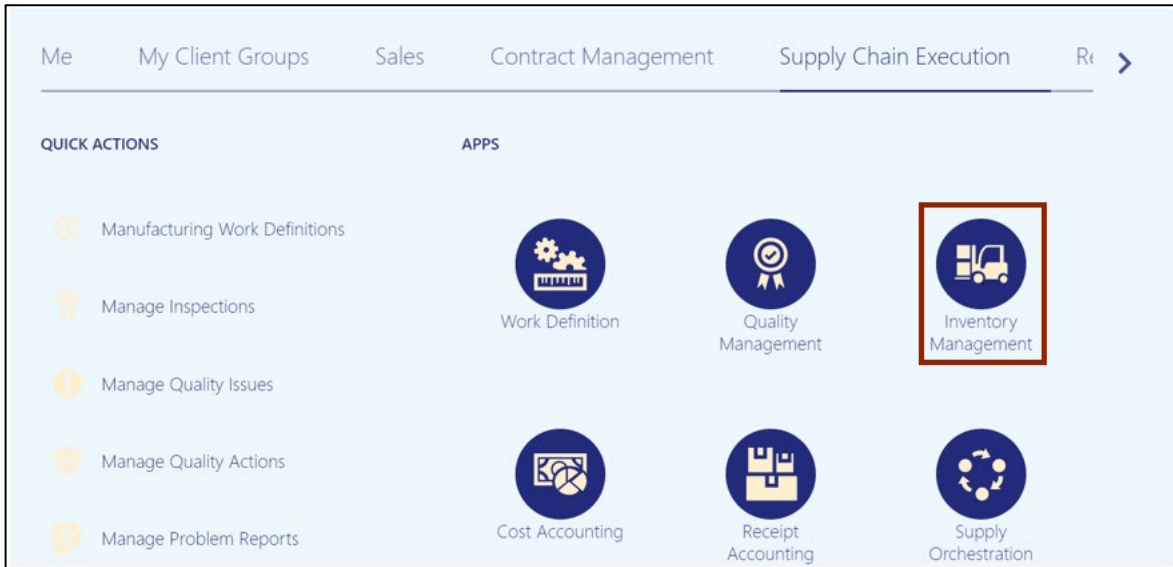 Me My Client Groups Sales Contract Management Supply Chain Execution
QUICK ACTIONS
Manufacturing Work Definitions
Manage Inspections
Manage Quality Issues
Manage Quality Actions
Manage Problem Reports
APPS
Work Definition
Quality
Management
Inventory
Management
Cost Accounting
Receipt
Accounting
Supply
Orchestration